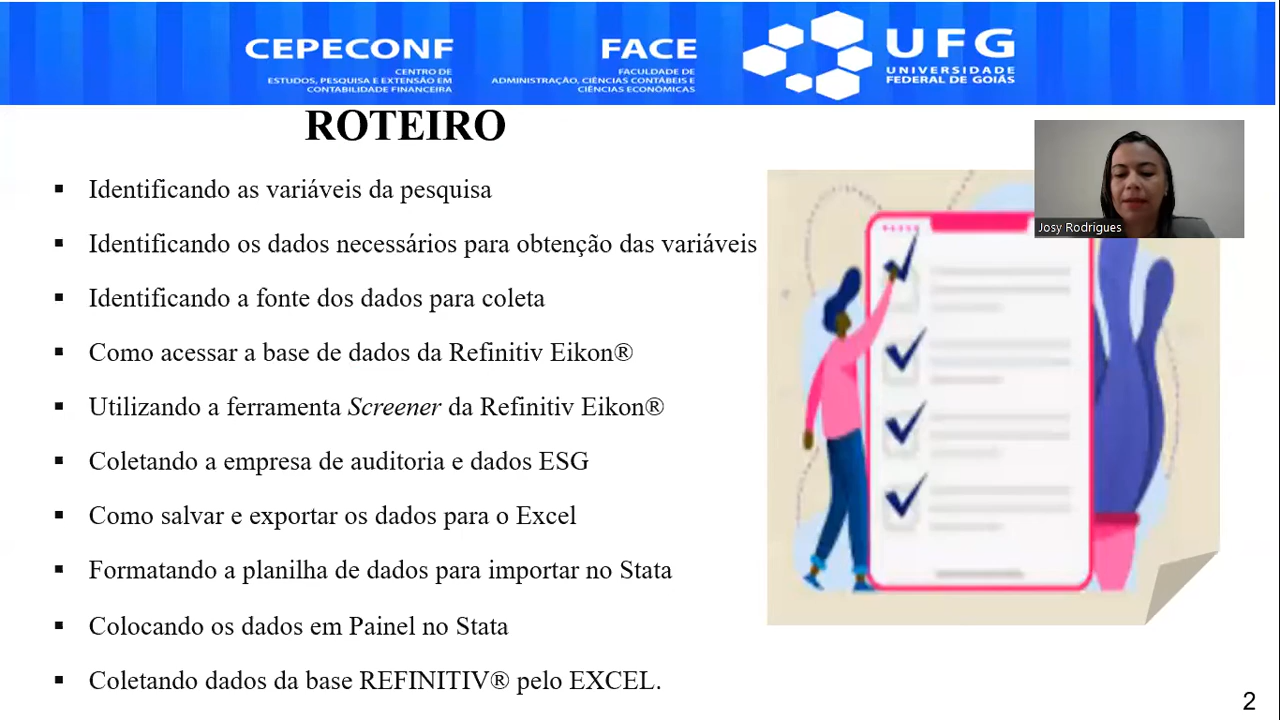 CEPECONF
CENTRO DE
ESTUDOS, PESQUISA E EXTENSÃO EM
CONTABILIDADE FINANCEIRA
FACE
FACULDADE DE
ADMINISTRAÇÃO, CIÊNCIAS CONTÁBEIS E
CIÊNCIAS ECONÔMICAS
UFG
UNIVERSIDADE
FEDERAL DE GOIÁS
ROTEIRO
▪ Identificando as variáveis da pesquisa
▪ Identificando os dados necessários para obtenção das variáveis
▪ Identificando a fonte dos dados para coleta
▪ Como acessar a base de dados da Refinitiv Eikon®
▪ Utilizando a ferramenta Screener da Refinitiv Eikon®
▪ Coletando a empresa de auditoria e dados ESG
▪ Como salvar e exportar os dados para o Excel
▪ Formatando a planilha de dados para importar no Stata
▪ Colocando os dados em Painel no Stata
▪ Coletando dados da base REFINITIV® pelo EXCEL.
Josy Rodrigues
2